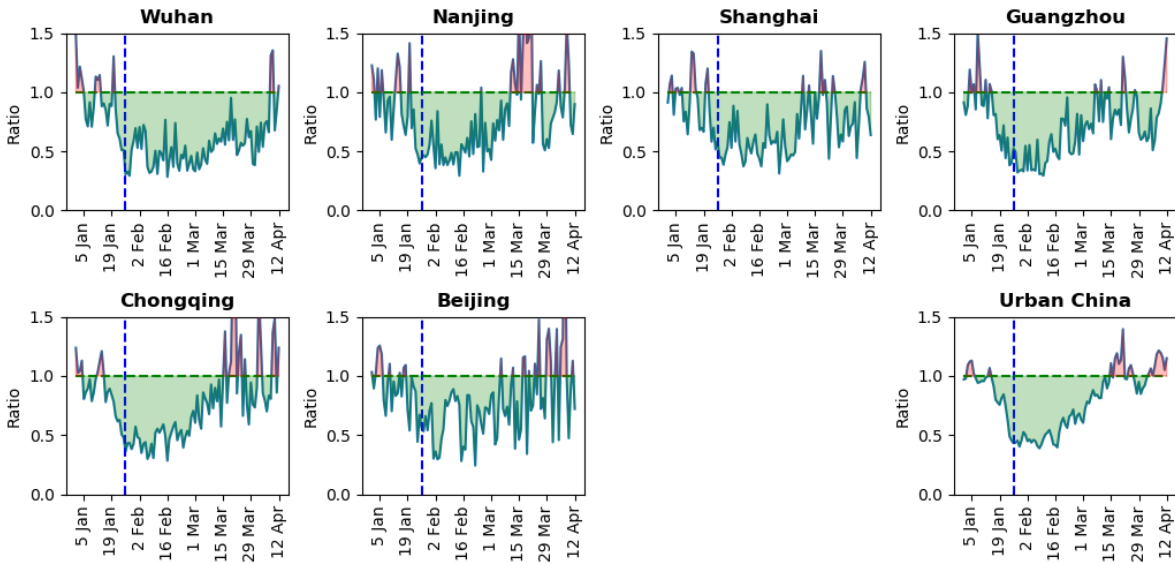 Wuhan
Nanjing
Shanghai
Guangzhou
1.5
1.0
0.5
0.0
Ratio
5 Jan
19 Jan
2 Feb
16 Feb
1 Mar
15 Mar
29 Mar
12 Apr
1.5
1.0
0.5
0.0
Ratio
5 Jan
19 Jan
2 Feb
16 Feb
1 Mar
15 Mar
29 Mar
12 Apr
1.5
1.0
0.5
0.0
Ratio
5 Jan
19 Jan
2 Feb
16 Feb
1 Mar
15 Mar
29 Mar
12 Apr
1.5
1.0
0.5
0.0
Ratio
5 Jan
19 Jan
2 Feb
16 Feb
1 Mar
15 Mar
29 Mar
12 Apr
Chongqing
Beijing
Urban China
1.5
1.0
0.5
0.0
Ratio
5 Jan
19 Jan
2 Feb
16 Feb
1 Mar
15 Mar
29 Mar
12 Apr
1.5
1.0
0.5
0.0
Ratio
5 Jan
19 Jan
2 Feb
16 Feb
1 Mar
15 Mar
29 Mar
12 Apr
1.5
1.0
0.5
0.0
Ratio
5 Jan
19 Jan
2 Feb
16 Feb
1 Mar
15 Mar
29 Mar
12 Apr